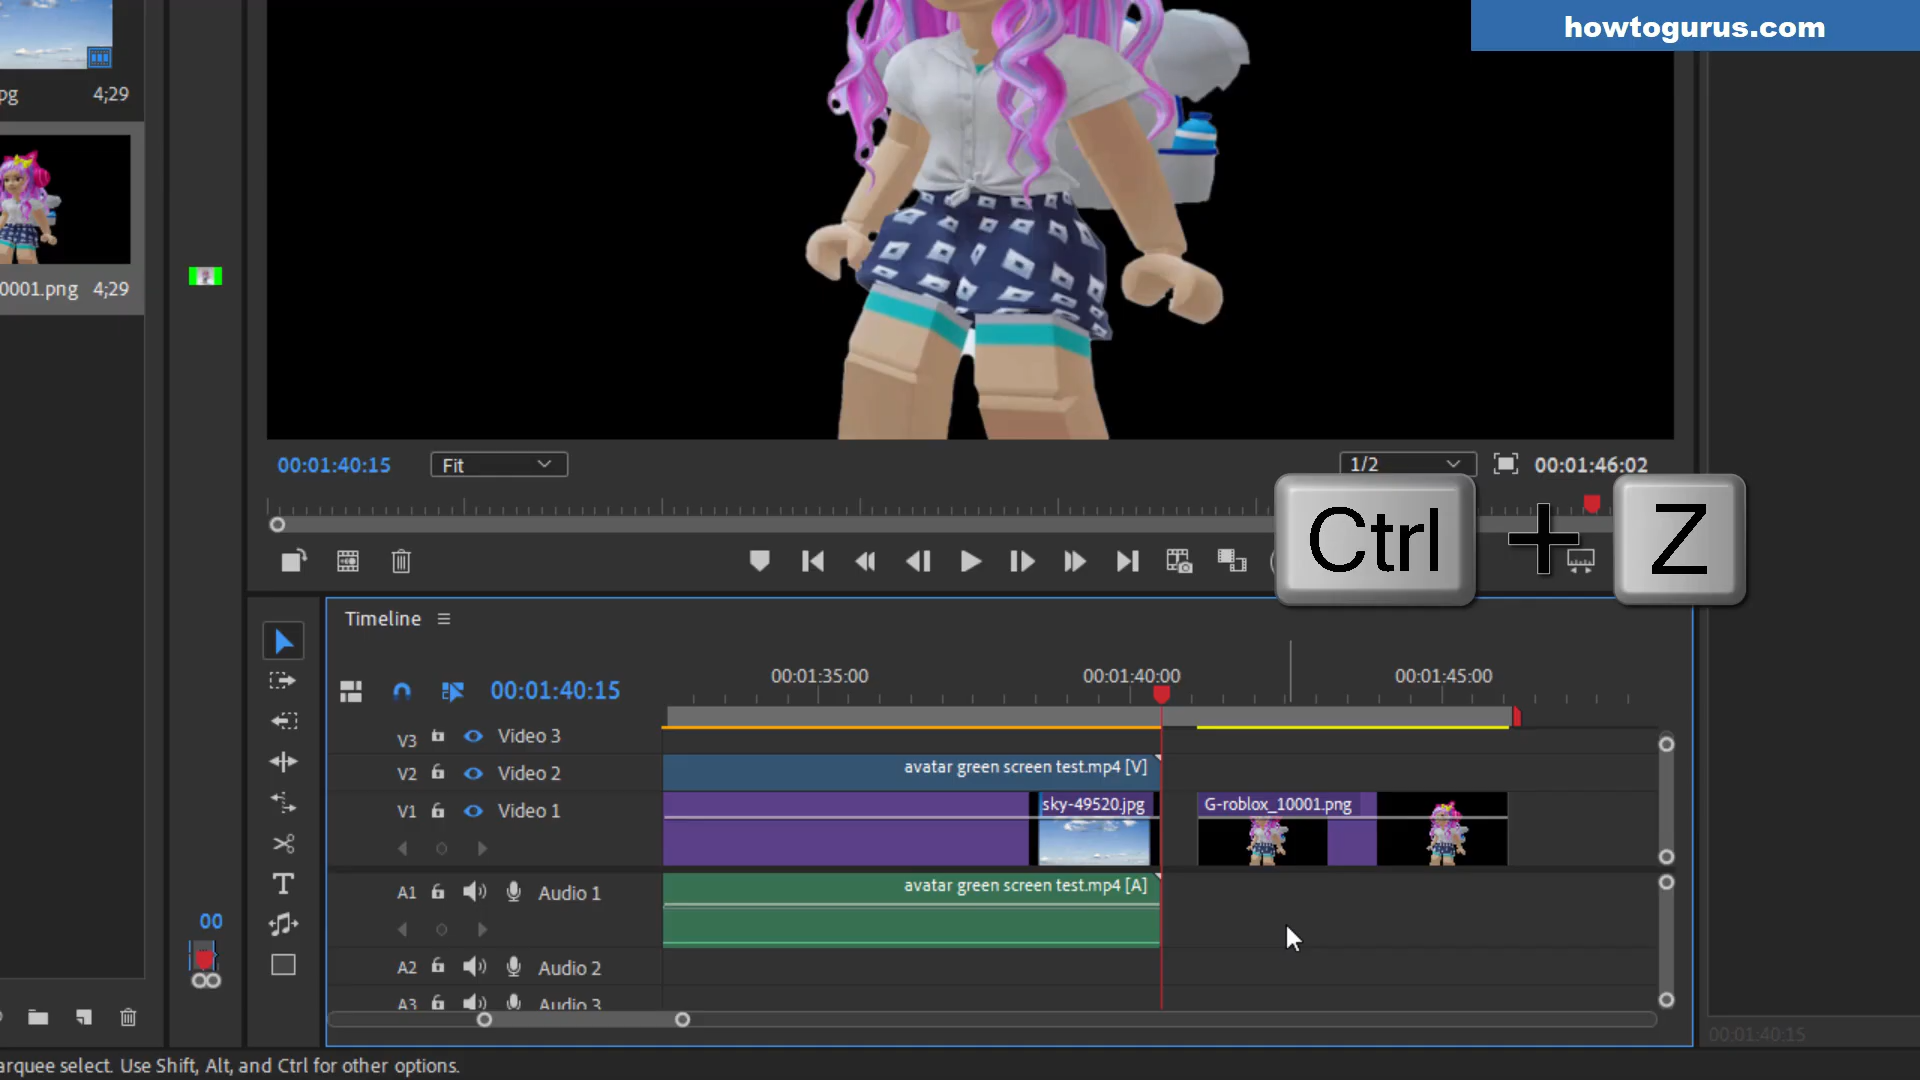 howtogurus.com
pg 4;29
0001.png 4;29
00:01:40:15 Fit 1/2 00:01:46:02
Ctrl + Z
Timeline
00:01:40:15 00:01:35:00 00:01:40:00 00:01:45:00
V3 Video 3
V2 Video 2 avatar green screen test.mp4 [V]
V1 Video 1 sky-49520.jpg G-roblox_10001.png
A1 Audio 1 avatar green screen test.mp4 [A]
00
A2 Audio 2
A3 Audio 3
00:01:40:15
arquee select. Use Shift, Alt, and Ctrl for other options.